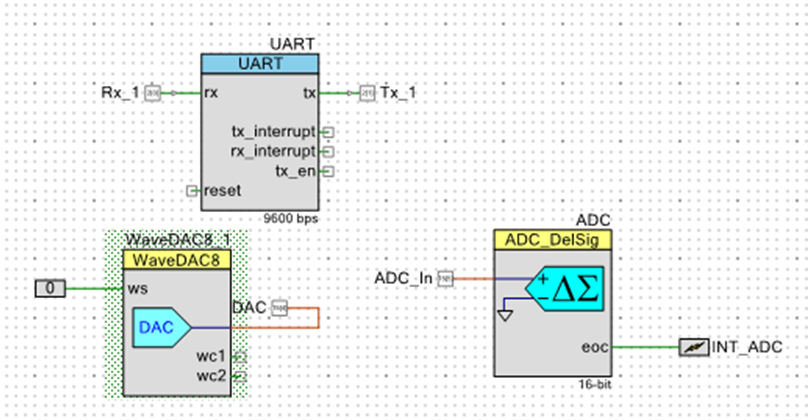 UART
UART
Rx_1
rx
tx
Tx_1
tx_interrupt
rx_interrupt
tx_en
reset
9600 bps
WaveDAC8_1
WaveDAC8
0
ws
DAC
DAC
wc1
wc2
ADC
ADC_DelSig
ADC_In
+
−
ΔΣ
eoc
INT_ADC
16-bit